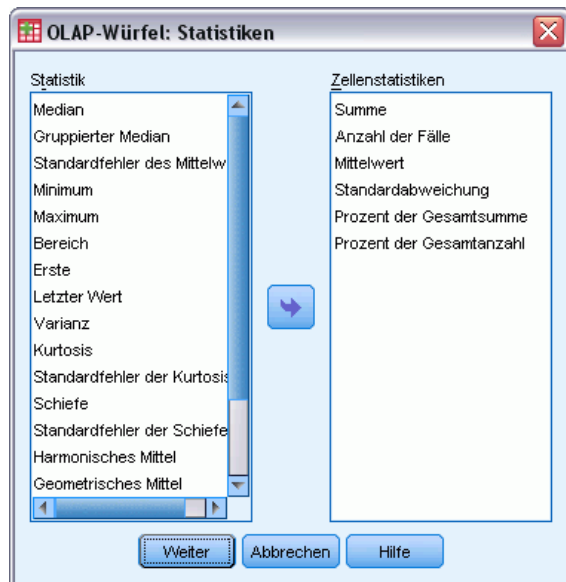 OLAP-Würfel: Statistiken
Statistik
Median
Gruppierter Median
Standardfehler des Mittelw
Minimum
Maximum
Bereich
Erste
Letzter Wert
Varianz
Kurtosis
Standardfehler der Kurtosis
Schiefe
Standardfehler der Schiefe
Harmonisches Mittel
Geometrisches Mittel
Zellenstatistiken
Summe
Anzahl der Fälle
Mittelwert
Standardabweichung
Prozent der Gesamtsumme
Prozent der Gesamtanzahl
Weiter
Abbrechen
Hilfe